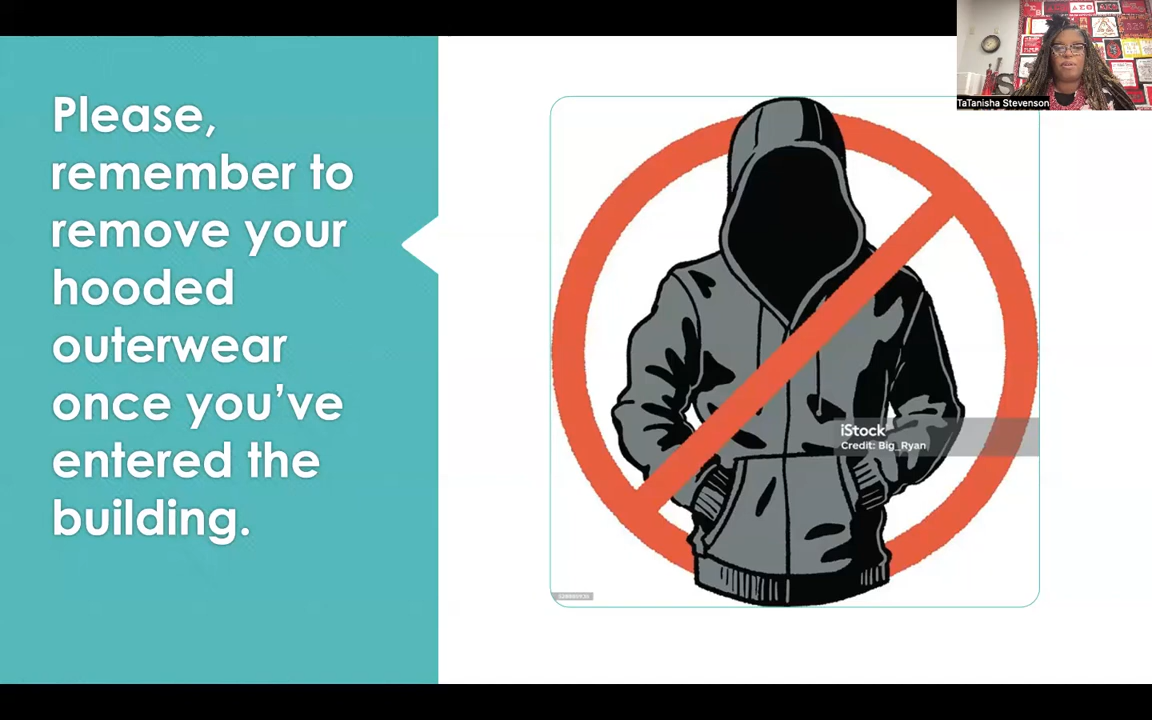 Please,
remember to
remove your
hooded
outerwear
once you've
entered the
building.
TaTanisha Stevenson
iStock
Credit: Big_Ryan